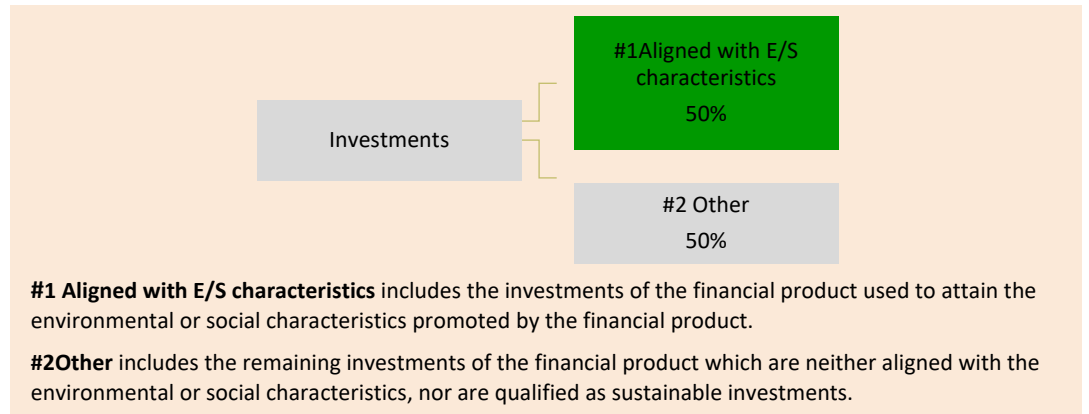 #1Aligned with E/S
characteristics
50%
Investments
#2 Other
50%
#1 Aligned with E/S characteristics includes the investments of the financial product used to attain the
environmental or social characteristics promoted by the financial product.
#2Other includes the remaining investments of the financial product which are neither aligned with the
environmental or social characteristics, nor are qualified as sustainable investments.